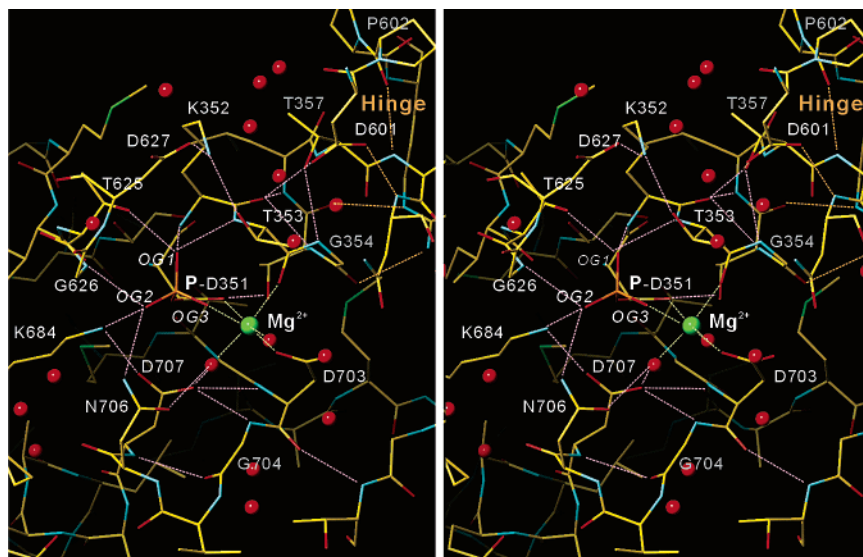 P602
K352
T357
Hinge
D627
D601
T625
T353
G354
OG1
G626
P-D351
OG2
OG3
Mg2+
K684
D707
D703
N706
G704
P602
K352
T357
Hinge
D627
D601
T625
T353
G354
OG1
G626
P-D351
OG2
OG3
Mg2+
K684
D707
D703
N706
G704